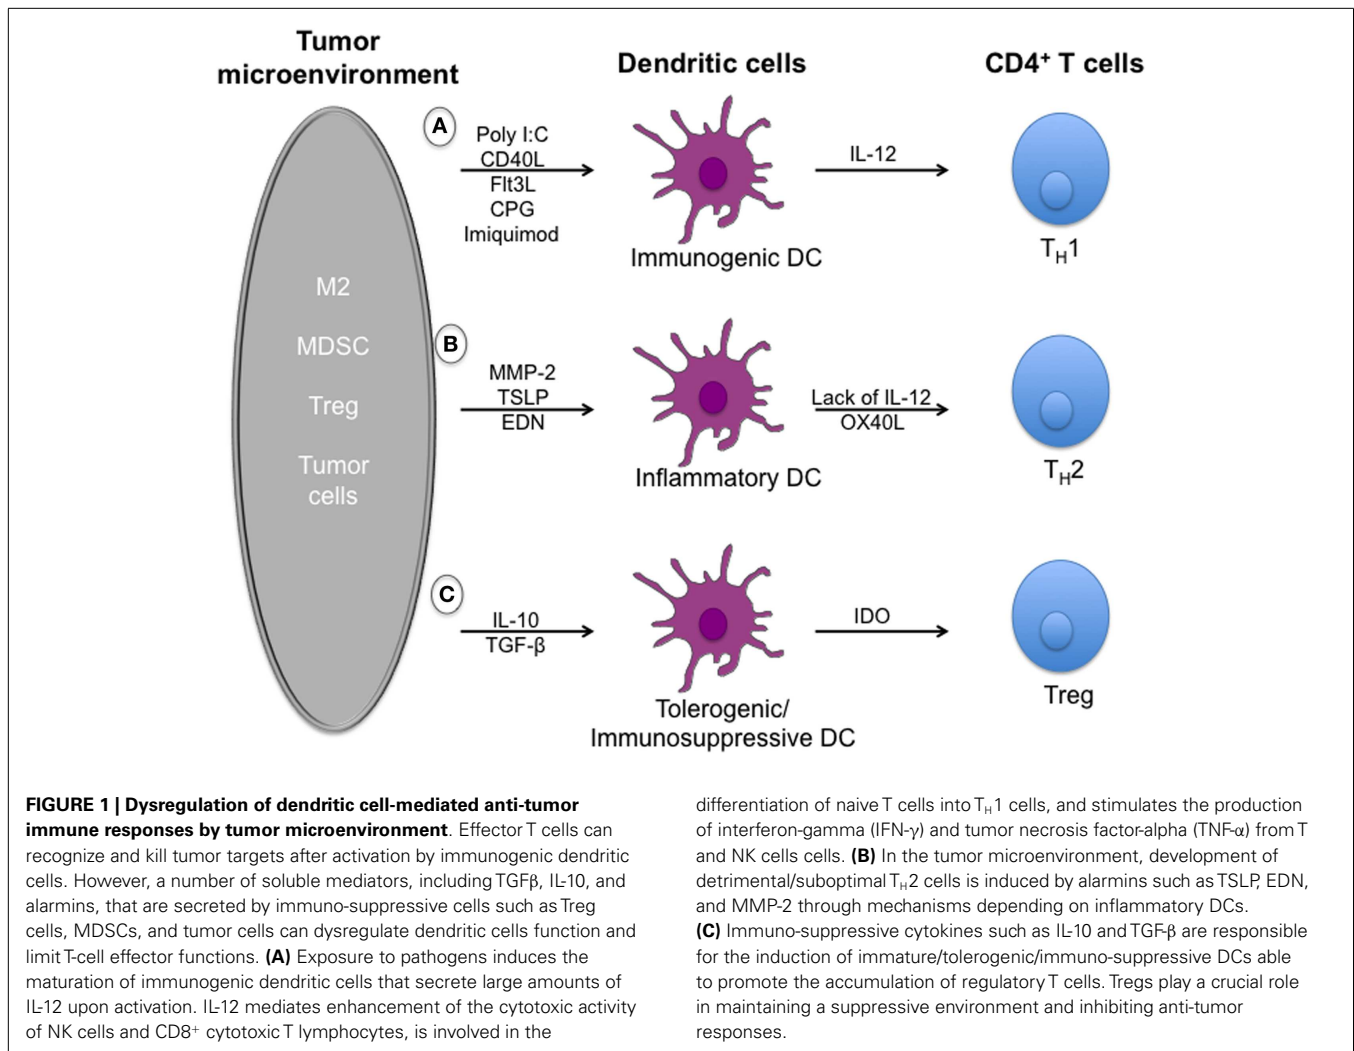 Tumor
microenvironment
Dendritic cells
CD4⁺ T cells
A
Poly I:C
CD40L
Flt3L
CPG
Imiquimod
Immunogenic DC
IL-12
T_H1
M2
MDSC
Treg
Tumor
cells
B
MMP-2
TSLP
EDN
Inflammatory DC
Lack of IL-12
OX40L
T_H2
C
IL-10
TGF-β
Tolerogenic/
Immunosuppressive DC
IDO
Treg
FIGURE 1 | Dysregulation of dendritic cell-mediated anti-tumor
immune responses by tumor microenvironment. Effector T cells can
recognize and kill tumor targets after activation by immunogenic dendritic
cells. However, a number of soluble mediators, including TGFβ, IL-10, and
alarmins, that are secreted by immuno-suppressive cells such as Treg
cells, MDSCs, and tumor cells can dysregulate dendritic cells function and
limit T-cell effector functions. (A) Exposure to pathogens induces the
maturation of immunogenic dendritic cells that secrete large amounts of
IL-12 upon activation. IL-12 mediates enhancement of the cytotoxic activity
of NK cells and CD8⁺ cytotoxic T lymphocytes, is involved in the
differentiation of naive T cells into T_H1 cells, and stimulates the production
of interferon-gamma (IFN-γ) and tumor necrosis factor-alpha (TNF-α) from T
and NK cells cells. (B) In the tumor microenvironment, development of
detrimental/suboptimal T_H2 cells is induced by alarmins such as TSLP, EDN,
and MMP-2 through mechanisms depending on inflammatory DCs.
(C) Immuno-suppressive cytokines such as IL-10 and TGF-β are responsible
for the induction of immature/tolerogenic/immuno-suppressive DCs able
to promote the accumulation of regulatory T cells. Tregs play a crucial role
in maintaining a suppressive environment and inhibiting anti-tumor
responses.